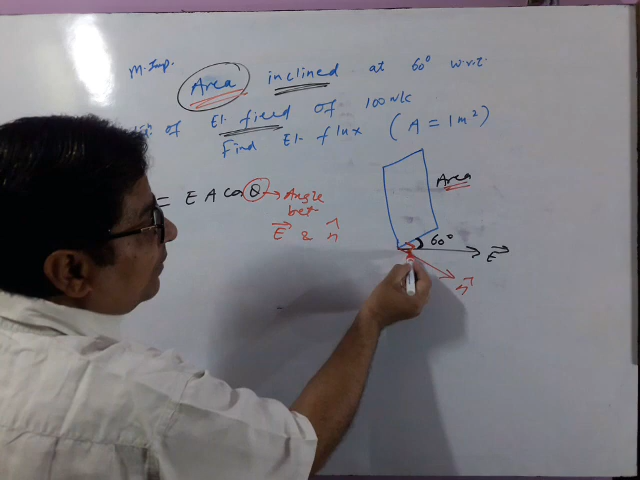 M. Imp.
Area inclined at 60° w.r.t.
of El. field of 100 N/c
Find El. flux (A = 1 m²)
= E A cos θ → Angle
bet
E & n
Area
60°
E
n